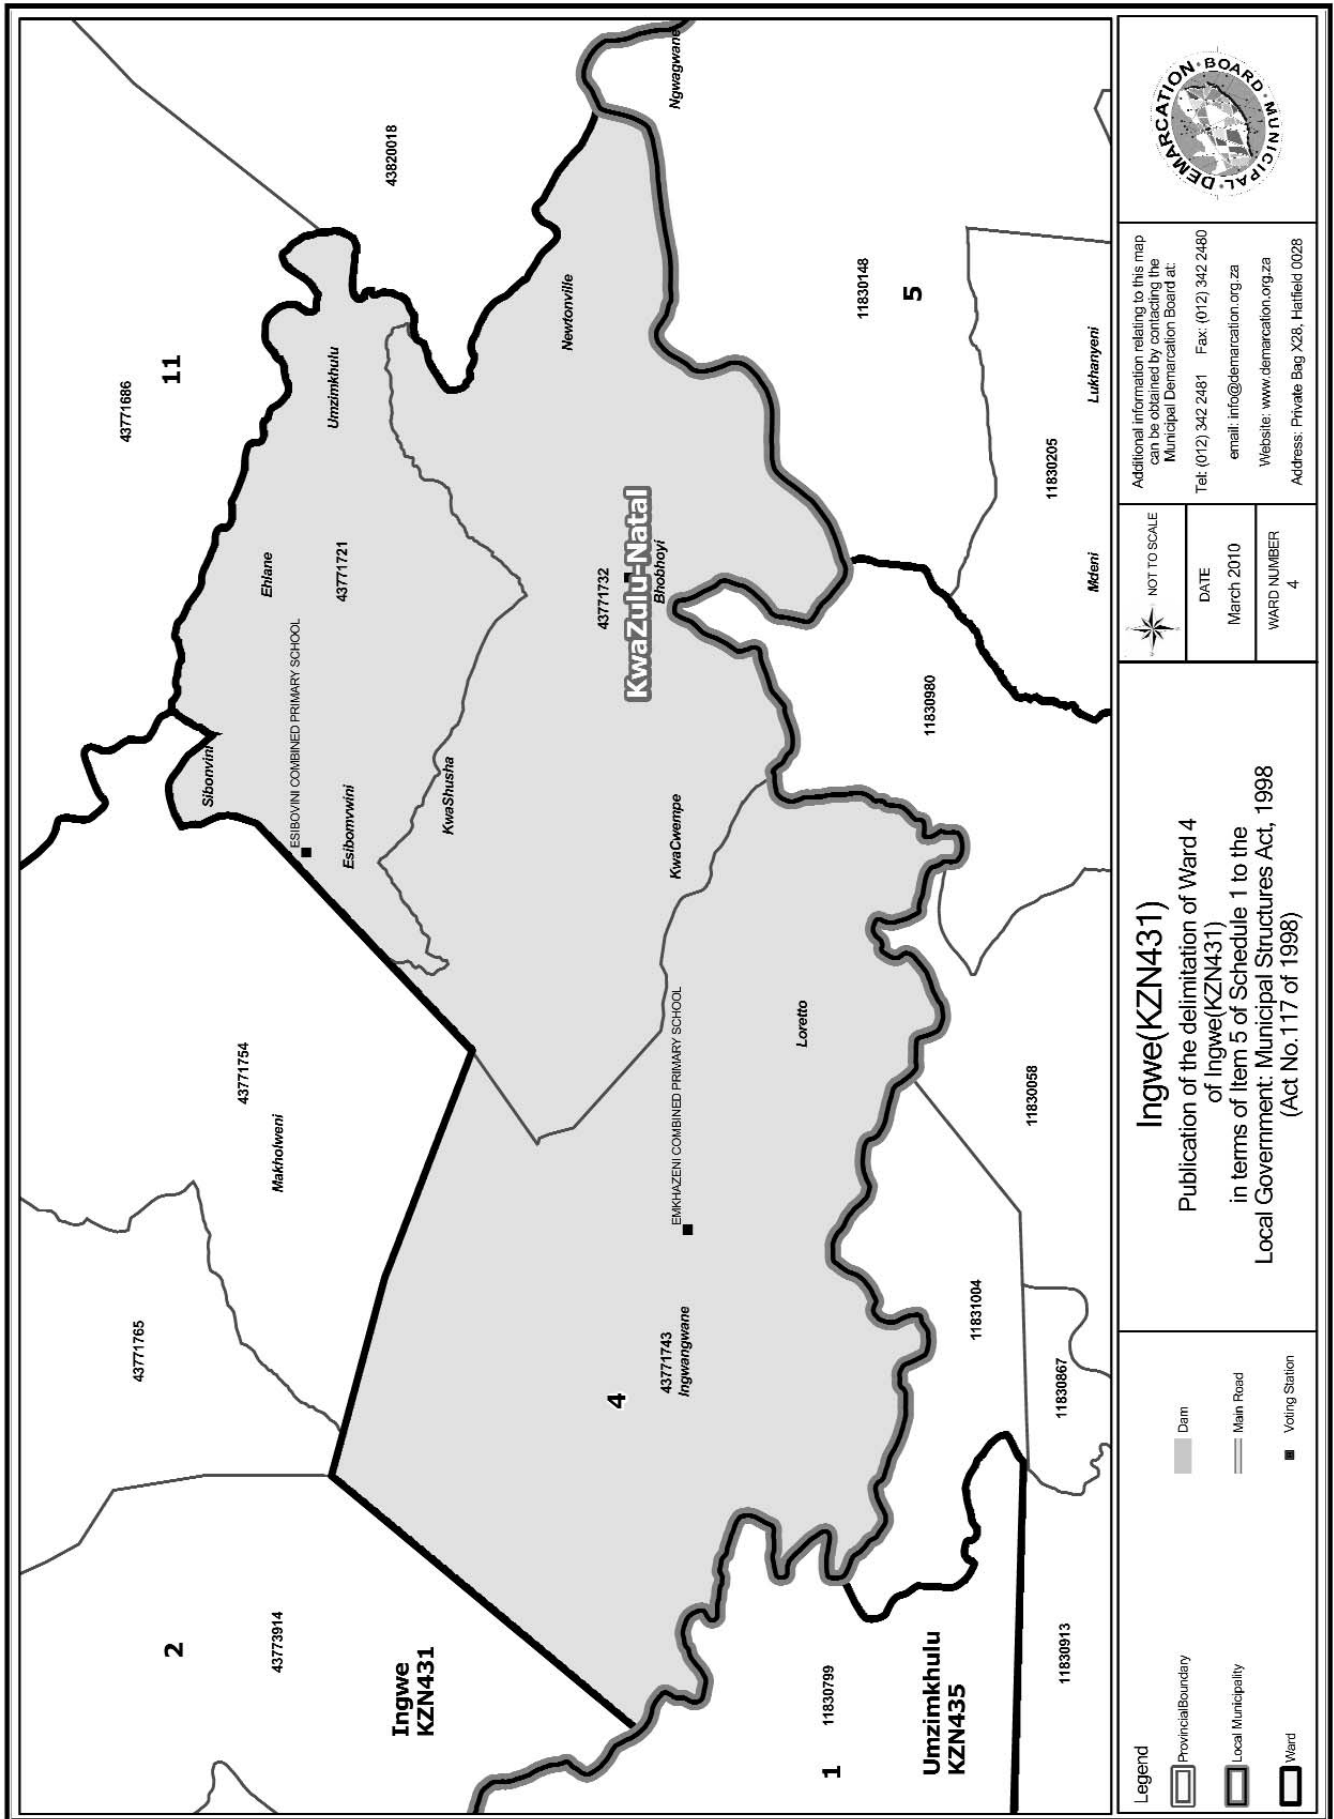 2
43773914
Ingwe
KZN431
43771765
43771754
Makholweni
43771686
11
43820018
Sibonvini
ESIBOVINI COMBINED PRIMARY SCHOOL
Ehlane
43771721
Umzimkhulu
Esibomvwini
KwaShusha
Newtonville
43771732
KwaZulu-Natal
Bhobhoyi
Ngwagwane
4
43771743
Ingwangwane
EMKHAZENI COMBINED PRIMARY SCHOOL
KwaCwempe
Loretto
1
11830799
Umzimkhulu
KZN435
11830913
11831004
11830867
11830058
11830980
11830148
5
11830205
Mdeni
Lukhanyeni
Legend
ProvincialBoundary
Local Municipality
Ward
Dam
Main Road
Voting Station
Ingwe(KZN431)
Publication of the delimitation of Ward 4
of Ingwe(KZN431)
in terms of Item 5 of Schedule 1 to the
Local Government: Municipal Structures Act, 1998
(Act No.117 of 1998)
NOT TO SCALE
DATE
March 2010
WARD NUMBER
4
Additional information relating to this map
can be obtained by contacting the
Municipal Demarcation Board at:
Tel: (012) 342 2481 Fax: (012) 342 2480
email: info@demarcation.org.za
Website: www.demarcation.org.za
Address: Private Bag X28, Hatfield 0028
MUNICIPAL • DEMARCATION • BOARD •